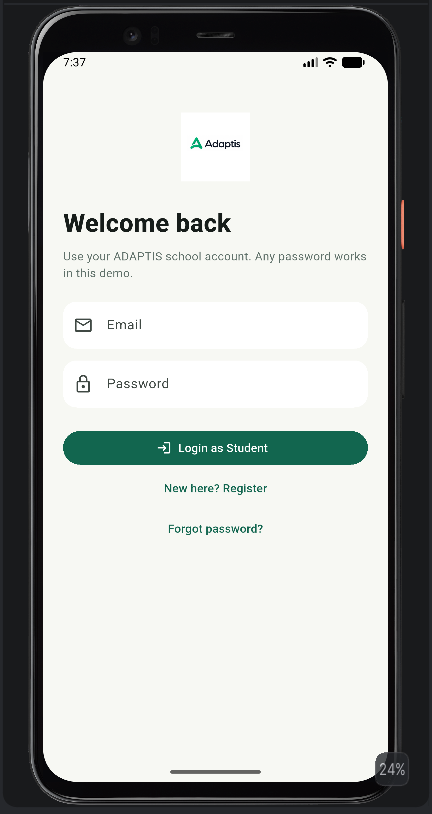 7:37
Adaptis
Welcome back
Use your ADAPTIS school account. Any password works
in this demo.
Email
Password
Login as Student
New here? Register
Forgot password?
24%